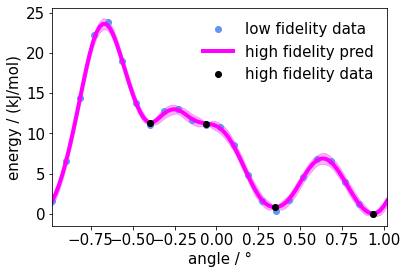 25
20
15
10
5
0
energy / (kJ/mol)
low fidelity data
high fidelity pred
high fidelity data
−0.75−0.50−0.25 0.00 0.25 0.50 0.75 1.00
angle / °